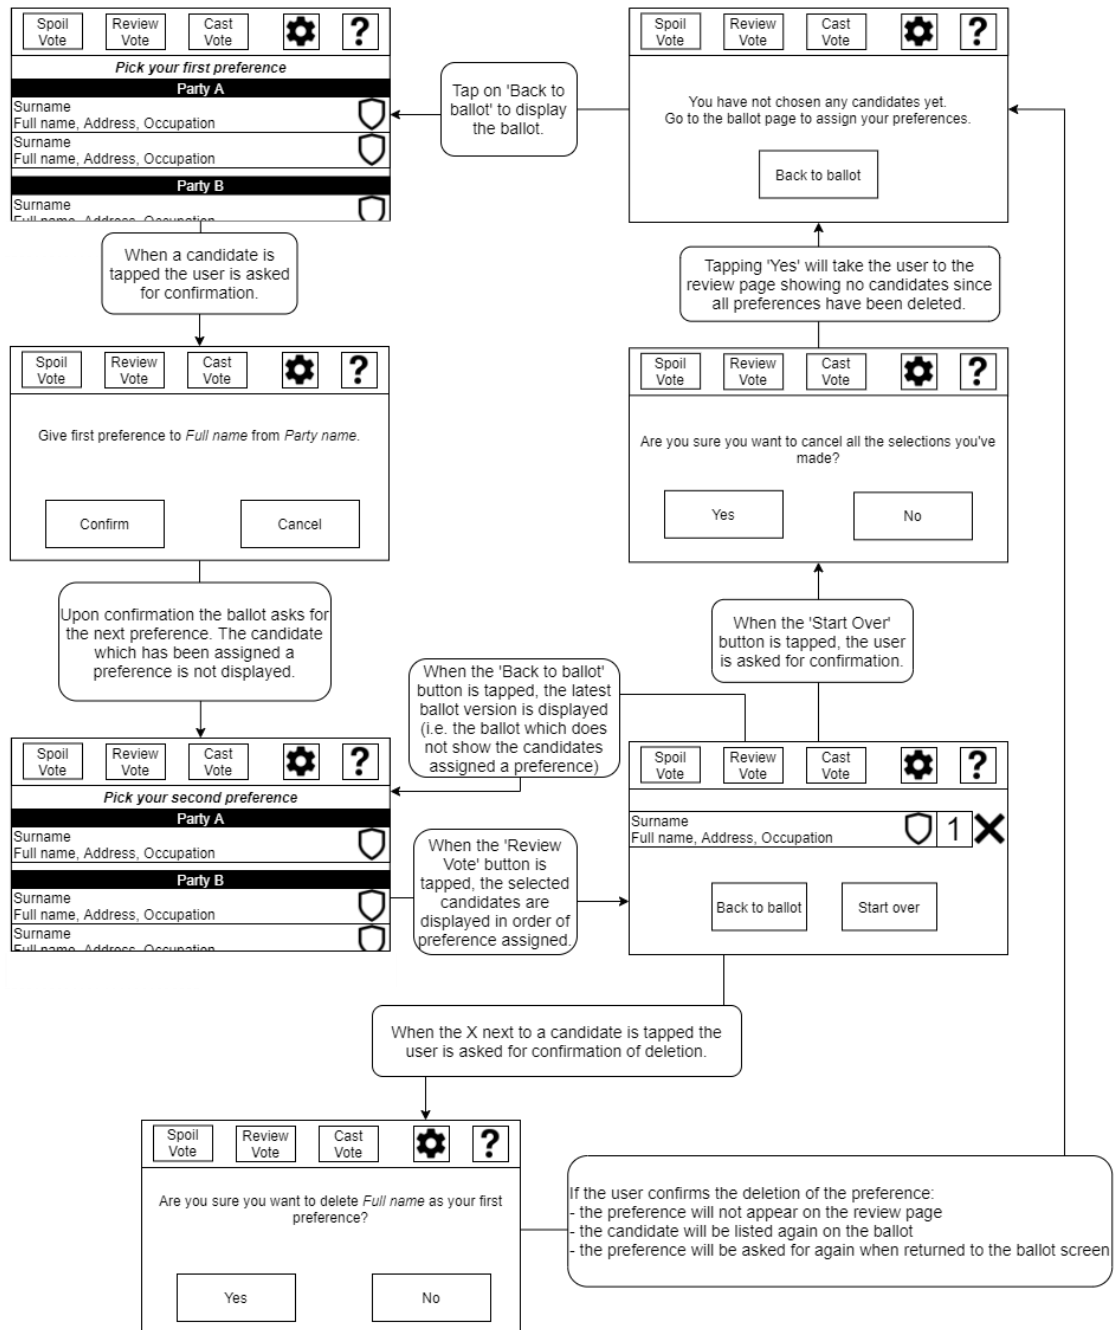 Spoil
Vote
Review
Vote
Cast
Vote
?
Pick your first preference
Party A
Surname
Full name, Address, Occupation
Surname
Full name, Address, Occupation
Party B
Surname
Full name, Address, Occupation
Tap on 'Back to
ballot' to display
the ballot.
Spoil
Vote
Review
Vote
Cast
Vote
?
You have not chosen any candidates yet.
Go to the ballot page to assign your preferences.
Back to ballot
When a candidate is
tapped the user is asked
for confirmation.
Tapping 'Yes' will take the user to the
review page showing no candidates since
all preferences have been deleted.
Spoil
Vote
Review
Vote
Cast
Vote
?
Give first preference to Full name from Party name.
Confirm
Cancel
Spoil
Vote
Review
Vote
Cast
Vote
?
Are you sure you want to cancel all the selections you've
made?
Yes
No
Upon confirmation the ballot asks for
the next preference. The candidate
which has been assigned a
preference is not displayed.
When the 'Start Over'
button is tapped, the user
is asked for confirmation.
When the 'Back to ballot'
button is tapped, the latest
ballot version is displayed
(i.e. the ballot which does
not show the candidates
assigned a preference)
Spoil
Vote
Review
Vote
Cast
Vote
?
Pick your second preference
Party A
Surname
Full name, Address, Occupation
Party B
Surname
Full name, Address, Occupation
Surname
Full name, Address, Occupation
When the 'Review
Vote' button is
tapped, the selected
candidates are
displayed in order of
preference assigned.
Spoil
Vote
Review
Vote
Cast
Vote
?
Surname
Full name, Address, Occupation
1
Back to ballot
Start over
When the X next to a candidate is tapped the
user is asked for confirmation of deletion.
Spoil
Vote
Review
Vote
Cast
Vote
?
Are you sure you want to delete Full name as your first
preference?
Yes
No
If the user confirms the deletion of the preference:
- the preference will not appear on the review page
- the candidate will be listed again on the ballot
- the preference will be asked for again when returned to the ballot screen